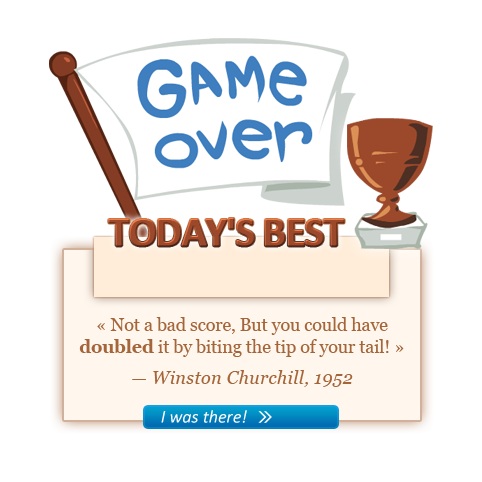 GAME
over
TODAY'S BEST
« Not a bad score, But you could have
doubled it by biting the tip of your tail! »
— Winston Churchill, 1952
I was there! »